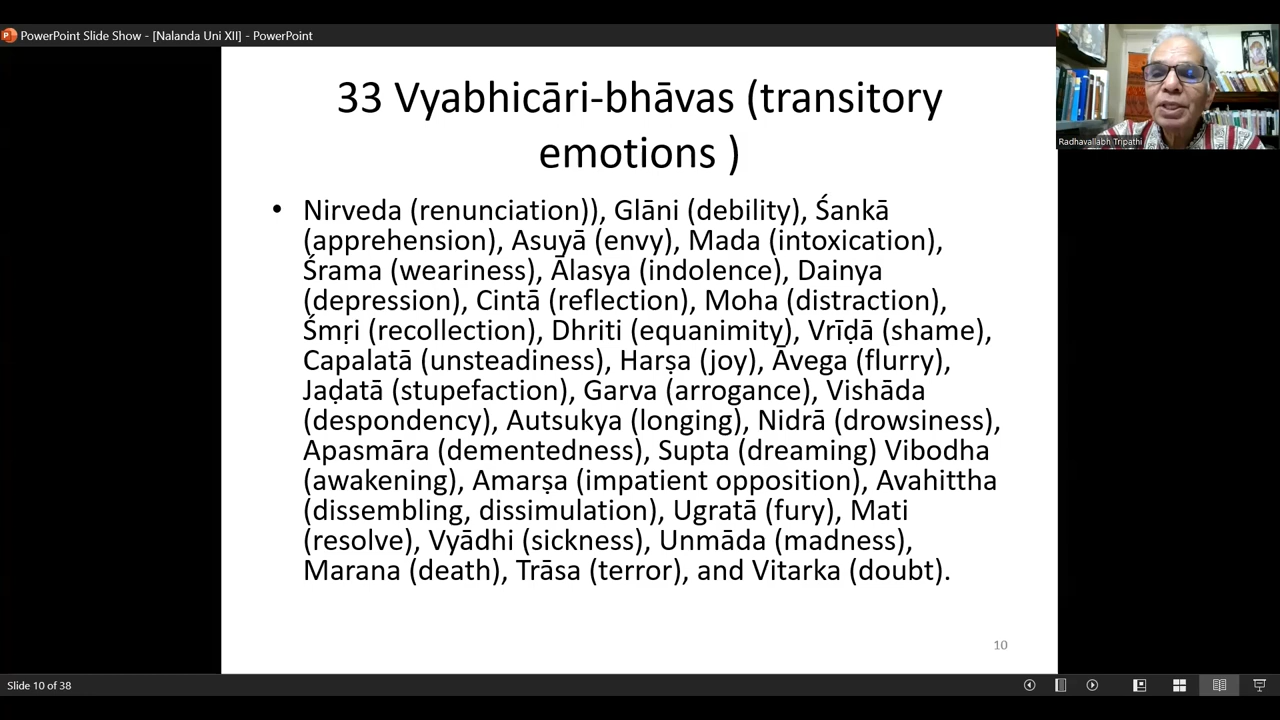 PowerPoint Slide Show - [Nalanda Uni XII] - PowerPoint
Radhavallabh Tripathi
33 Vyabhicāri-bhāvas (transitory
emotions )
• Nirveda (renunciation)), Glāni (debility), Śankā
(apprehension), Asuyā (envy), Mada (intoxication),
Śrama (weariness), Ālasya (indolence), Dainya
(depression), Cintā (reflection), Moha (distraction),
Śmṛi (recollection), Dhriti (equanimity), Vrīḍā (shame),
Capalatā (unsteadiness), Harṣa (joy), Āvega (flurry),
Jaḍatā (stupefaction), Garva (arrogance), Vishāda
(despondency), Autsukya (longing), Nidrā (drowsiness),
Apasmāra (dementedness), Supta (dreaming) Vibodha
(awakening), Amarṣa (impatient opposition), Avahittha
(dissembling, dissimulation), Ugratā (fury), Mati
(resolve), Vyādhi (sickness), Unmāda (madness),
Marana (death), Trāsa (terror), and Vitarka (doubt).
10
Slide 10 of 38